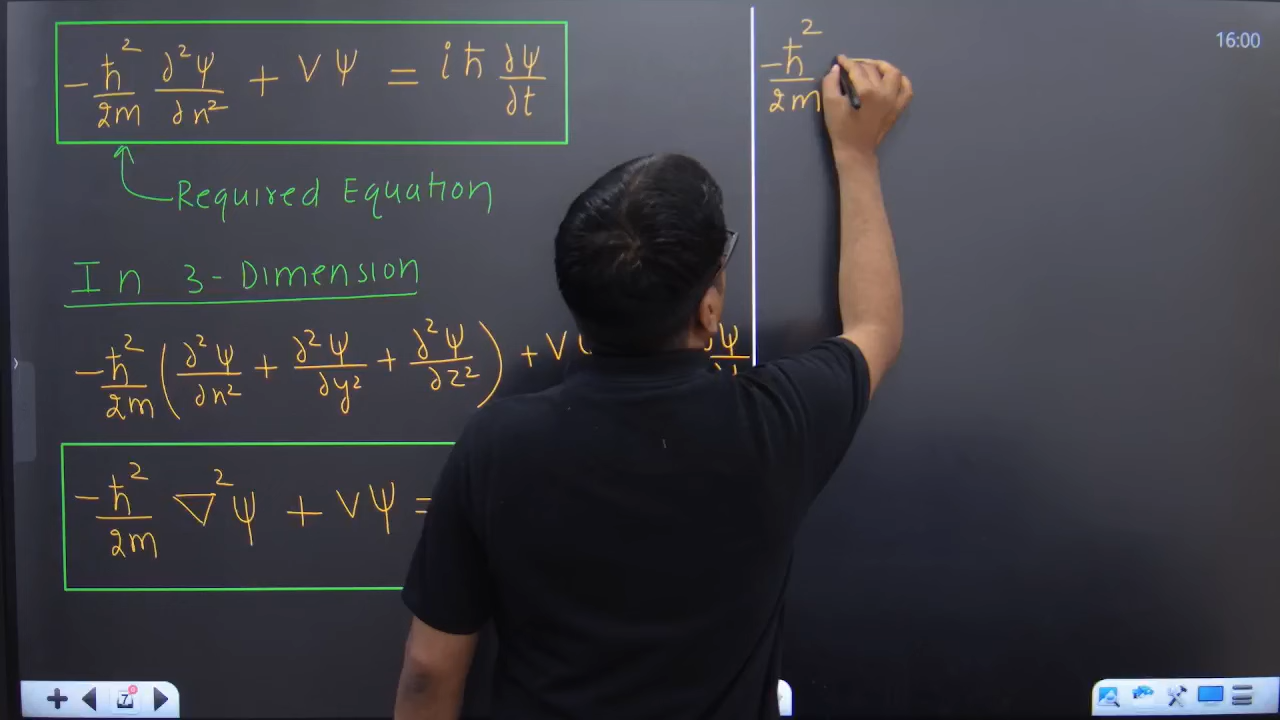 -ħ²/2m ∂²ψ/∂n² + Vψ = iħ ∂ψ/∂t
Required Equation
In 3-Dimension
-ħ²/2m (∂²ψ/∂n² + ∂²ψ/∂y² + ∂²ψ/∂z²) + V ∂ψ
-ħ²/2m ∇²ψ + Vψ =
-ħ²/2m
16:00
7